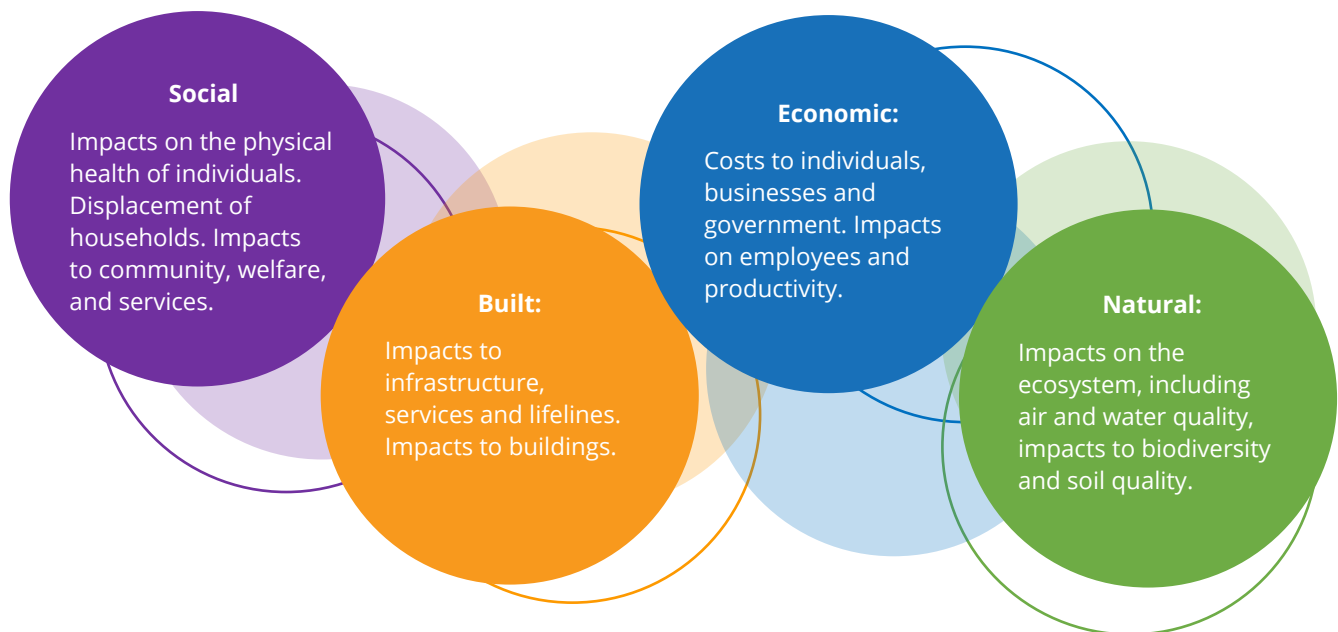 Social
Impacts on the physical
health of individuals.
Displacement of
households. Impacts
to community, welfare,
and services.
Built:
Impacts to
infrastructure,
services and lifelines.
Impacts to buildings.
Economic:
Costs to individuals,
businesses and
government. Impacts
on employees and
productivity.
Natural:
Impacts on the
ecosystem, including
air and water quality,
impacts to biodiversity
and soil quality.